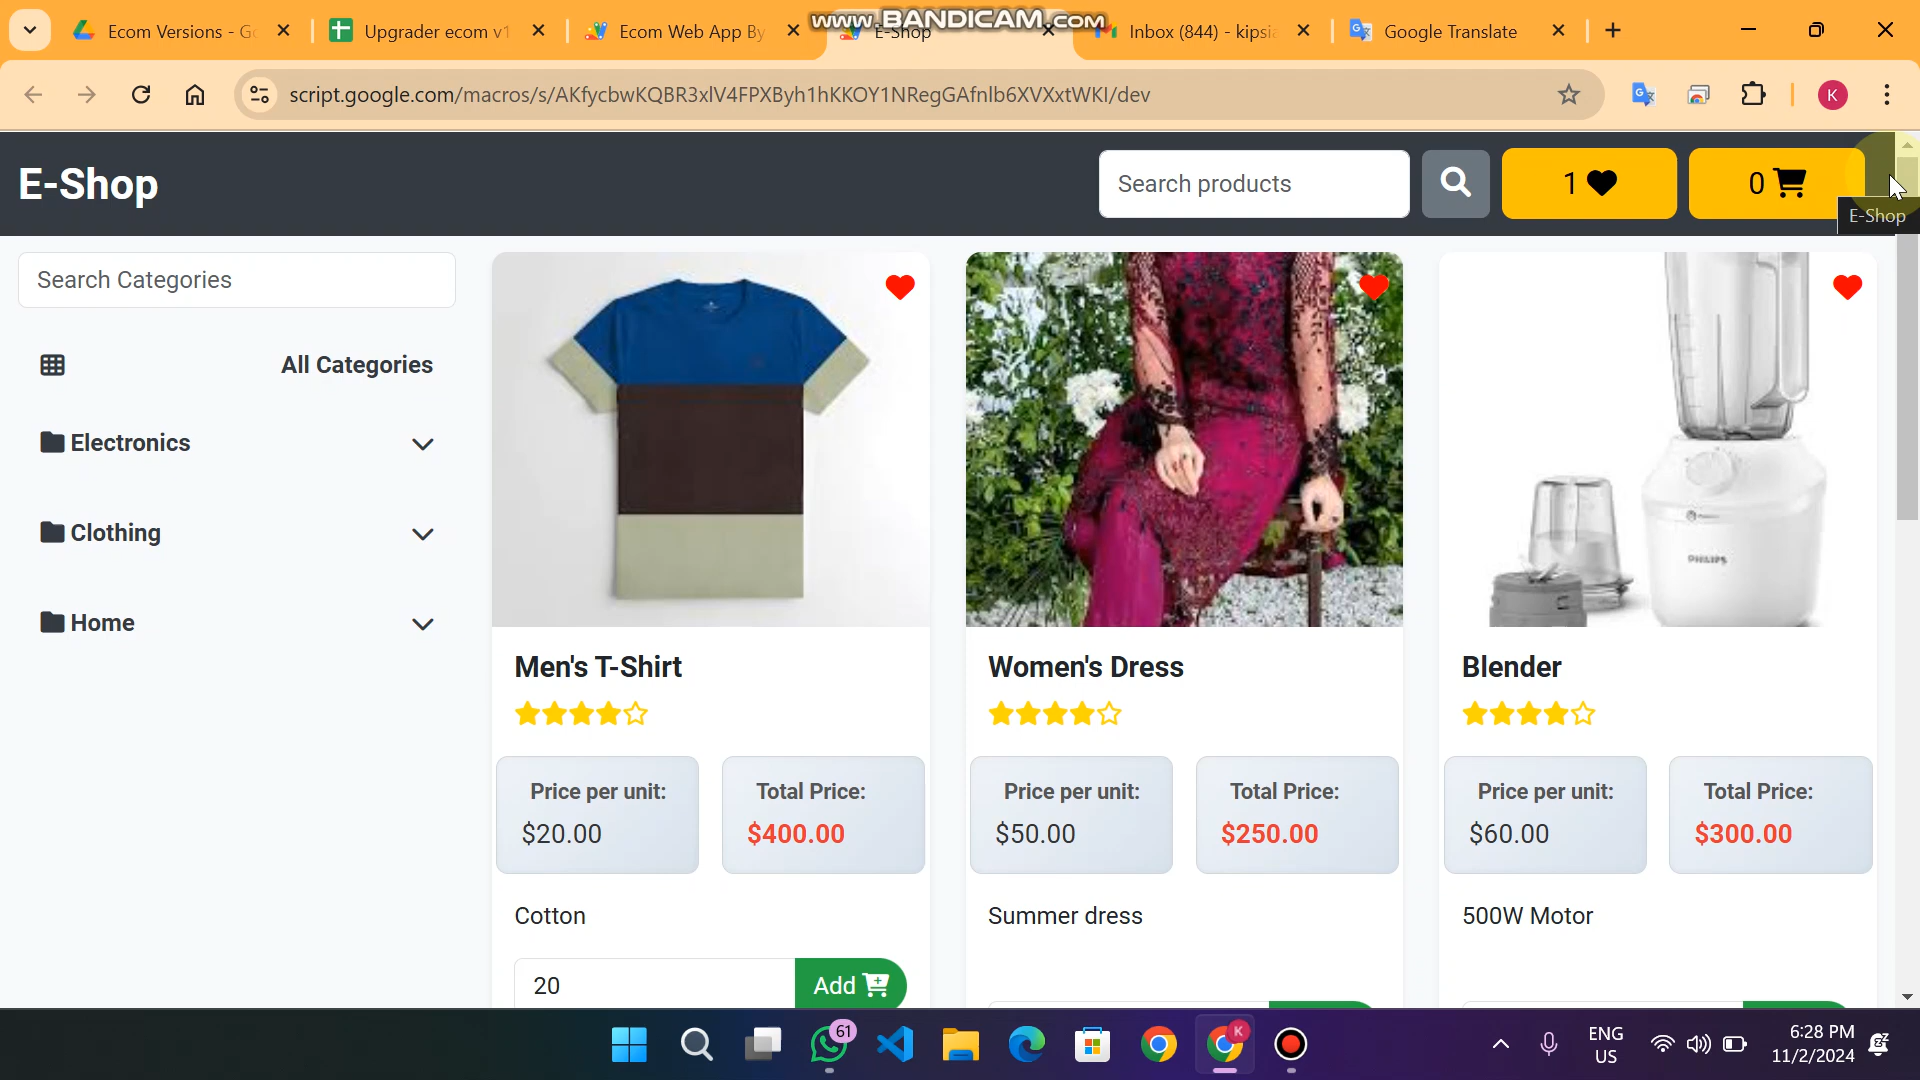 Ecom Versions - Go
Upgrader ecom v1
Ecom Web App By
E-Shop
Inbox (844) - kipsia
Google Translate
www.BANDICAM.COM
script.google.com/macros/s/AKfycbwKQBR3xlV4FPXByh1hKKOY1NRegGAfnlb6XVXxtWKI/dev
K
E-Shop
Search products
1
0
E-Shop
Search Categories
All Categories
Electronics
Clothing
Home
PHILIPS
Men's T-Shirt
Price per unit:
$20.00
Total Price:
$400.00
Cotton
20
Add
Women's Dress
Price per unit:
$50.00
Total Price:
$250.00
Summer dress
Blender
Price per unit:
$60.00
Total Price:
$300.00
500W Motor
61
K
ENG
US
6:28 PM
11/2/2024